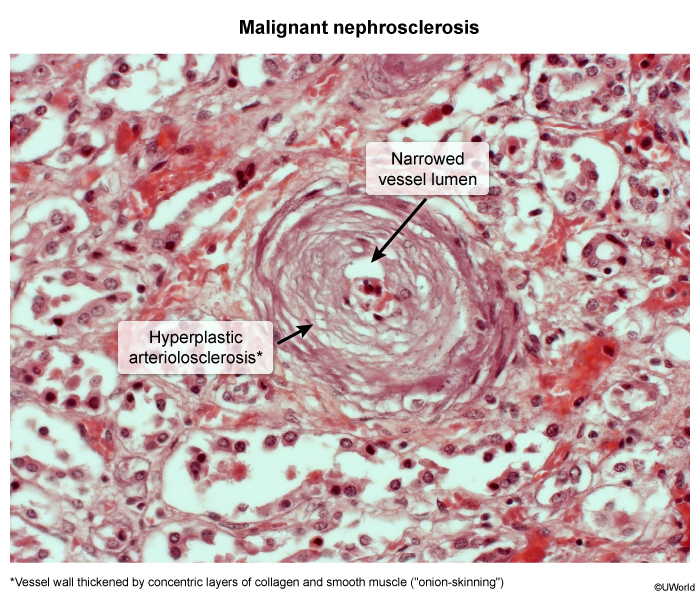 Malignant nephrosclerosis
Narrowed
vessel lumen
Hyperplastic
arteriolosclerosis*
*Vessel wall thickened by concentric layers of collagen and smooth muscle ("onion-skinning")
©UWorld